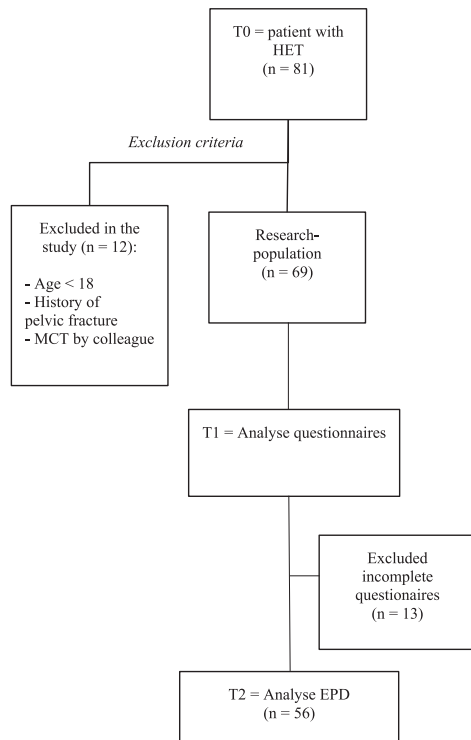 T0 = patient with
HET
(n = 81)
Exclusion criteria
Excluded in the
study (n = 12):
- Age < 18
- History of
pelvic fracture
- MCT by colleague
Research-
population
(n = 69)
T1 = Analyse questionnaires
Excluded
incomplete
questionaires
(n = 13)
T2 = Analyse EPD
(n = 56)